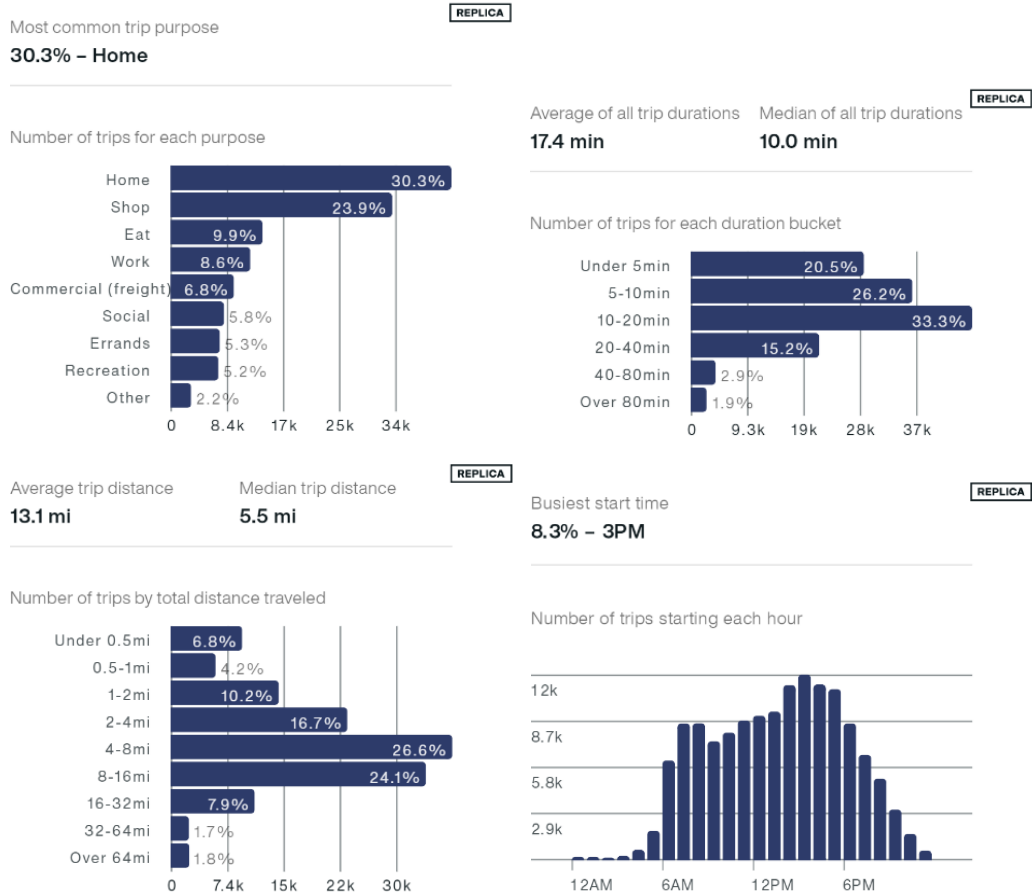 REPLICA
Most common trip purpose
30.3% – Home
Number of trips for each purpose
Home 30.3%
Shop 23.9%
Eat 9.9%
Work 8.6%
Commercial (freight) 6.8%
Social 5.8%
Errands 5.3%
Recreation 5.2%
Other 2.2%
0 8.4k 17k 25k 34k
REPLICA
Average of all trip durations Median of all trip durations
17.4 min 10.0 min
Number of trips for each duration bucket
Under 5min 20.5%
5-10min 26.2%
10-20min 33.3%
20-40min 15.2%
40-80min 2.9%
Over 80min 1.9%
0 9.3k 19k 28k 37k
REPLICA
Average trip distance Median trip distance
13.1 mi 5.5 mi
Number of trips by total distance traveled
Under 0.5mi 6.8%
0.5-1mi 4.2%
1-2mi 10.2%
2-4mi 16.7%
4-8mi 26.6%
8-16mi 24.1%
16-32mi 7.9%
32-64mi 1.7%
Over 64mi 1.8%
0 7.4k 15k 22k 30k
REPLICA
Busiest start time
8.3% – 3PM
Number of trips starting each hour
12k
8.7k
5.8k
2.9k
12AM 6AM 12PM 6PM